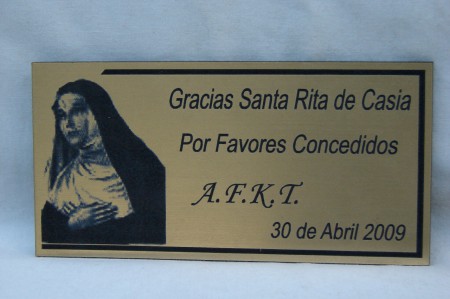 Gracias Santa Rita de Casia
Por Favores Concedidos
A.F.K.T.
30 de Abril 2009